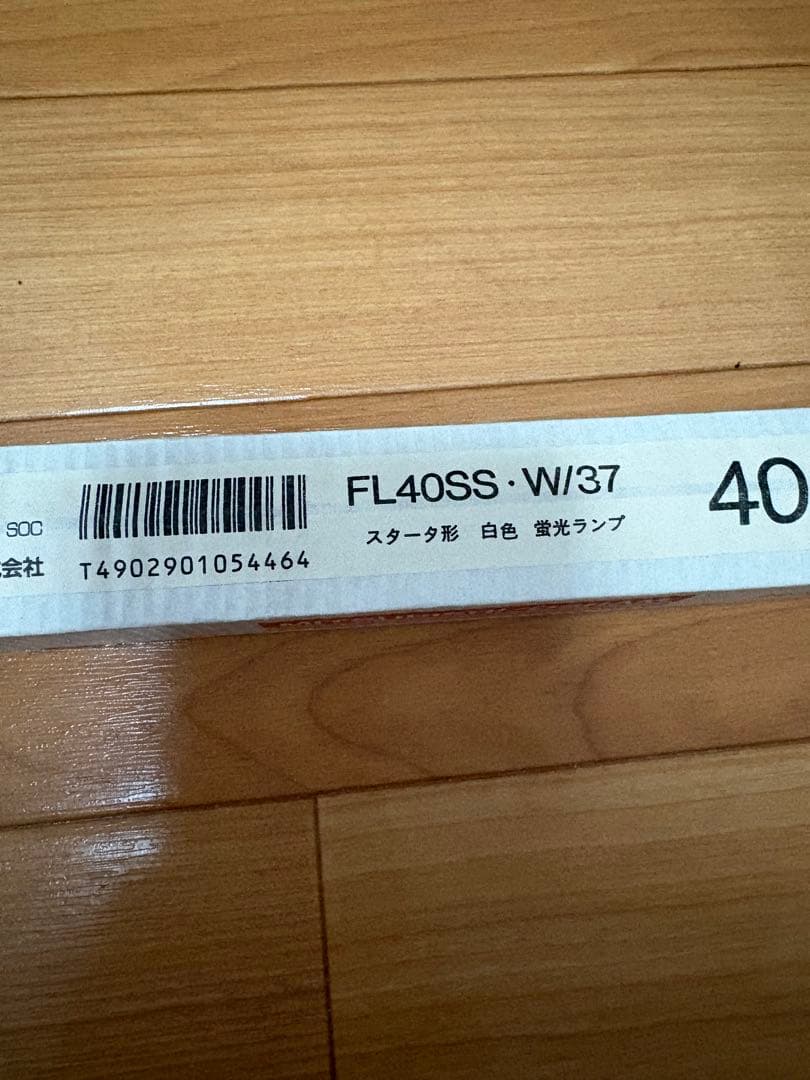 SOC
会社
T4902901054464
FL40SS・W/37
スタータ形 白色 蛍光ランプ
40